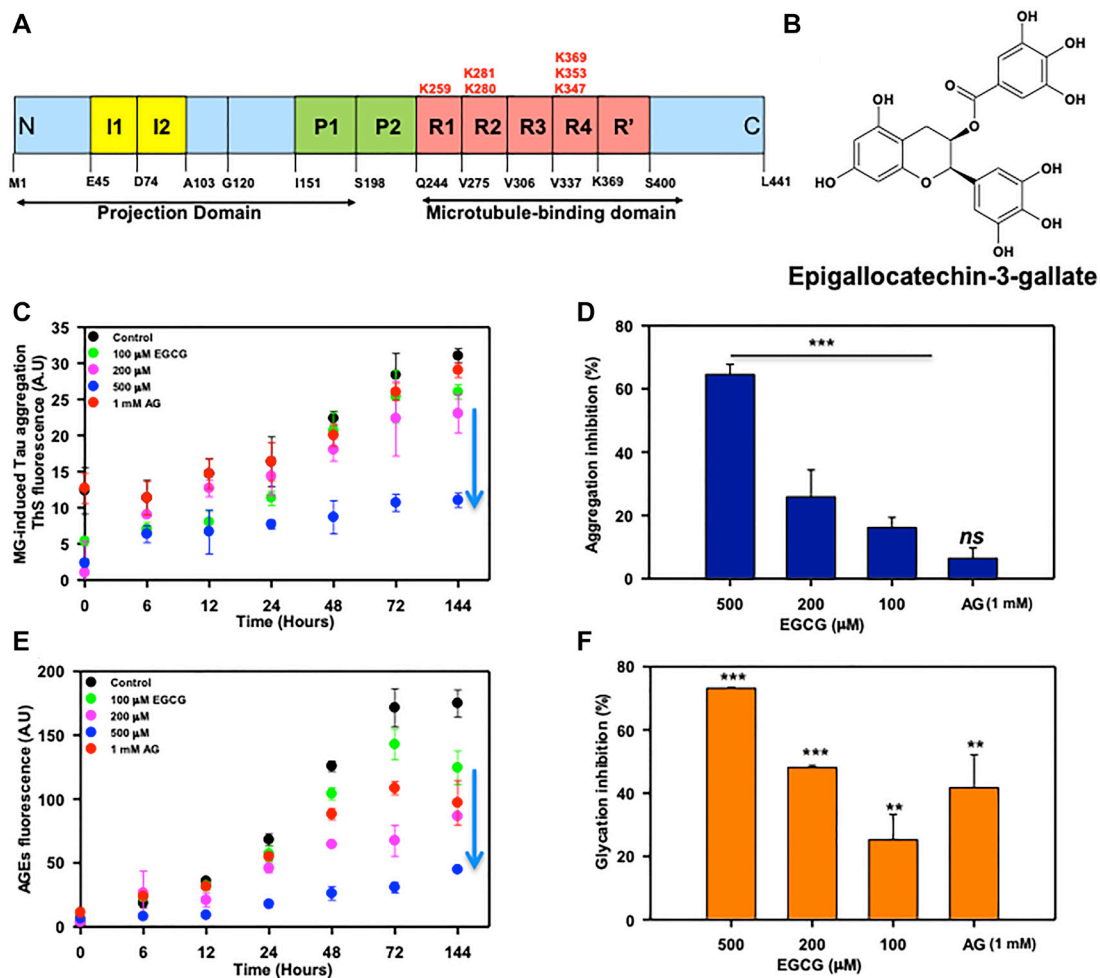 A
K369
K281 K353
K259 K280 K347
N I1 I2 P1 P2 R1 R2 R3 R4 R' C
M1 E45 D74 A103 G120 I151 S198 Q244 V275 V306 V337 K369 S400 L441
Projection Domain Microtubule-binding domain
B
OH
OH
O
OH
OH
O
HO
O
OH
OH
OH
Epigallocatechin-3-gallate
C
MG-induced Tau aggregation
ThS fluorescence (A.U)
35
30
25
20
15
10
5
0
Control
100 µM EGCG
200 µM
500 µM
1 mM AG
0 6 12 24 48 72 144
Time (Hours)
D
Aggregation inhibition (%)
80
60
40
20
0
***
ns
500 200 100 AG (1 mM)
EGCG (µM)
E
AGEs fluorescence (A.U)
200
150
100
50
0
Control
100 µM EGCG
200 µM
500 µM
1 mM AG
0 6 12 24 48 72 144
Time (Hours)
F
Glycation inhibition (%)
80
60
40
20
0
***
***
**
**
500 200 100 AG (1 mM)
EGCG (µM)